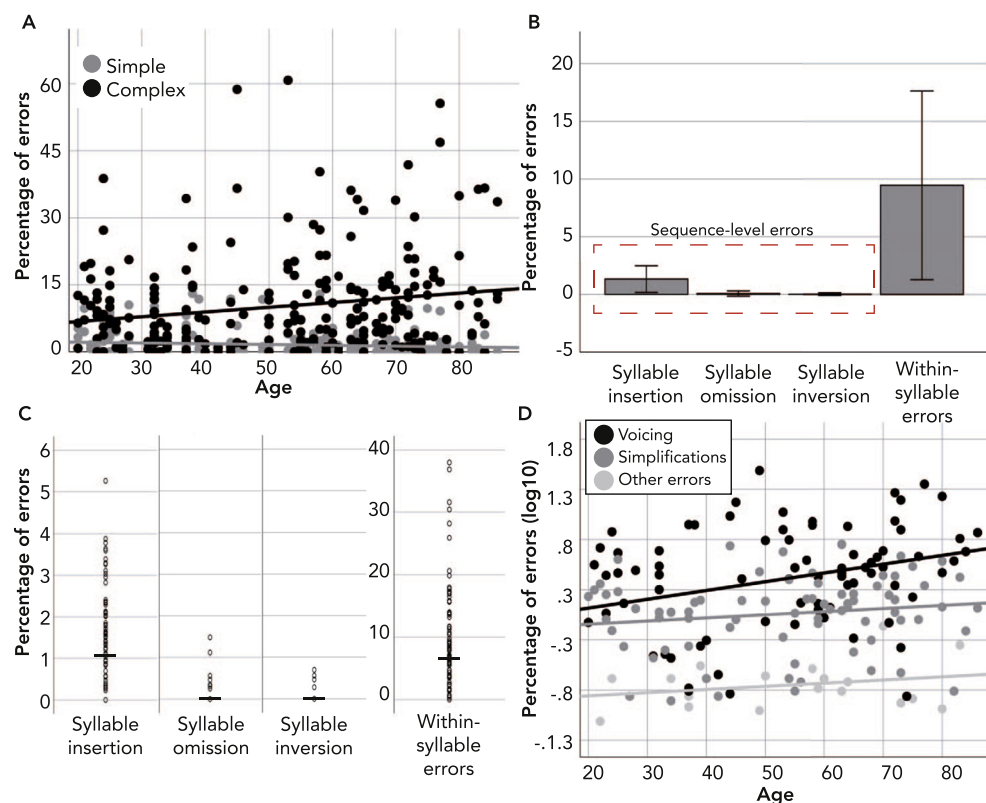 A
Percentage of errors
60
45
30
15
0
Simple
Complex
20 30 40 50 60 70 80
Age
B
Percentage of errors
20
15
10
5
0
-5
Sequence-level errors
Syllable insertion
Syllable omission
Syllable inversion
Within-syllable errors
C
Percentage of errors
6
5
4
3
2
1
0
40
30
20
10
0
Syllable insertion
Syllable omission
Syllable inversion
Within-syllable errors
D
Percentage of errors (log10)
1.8
1.3
.8
.3
-.3
-.8
-.1.3
Voicing
Simplifications
Other errors
20 30 40 50 60 70 80
Age